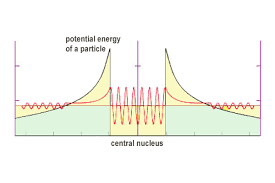 potential energy
of a particle
central nucleus